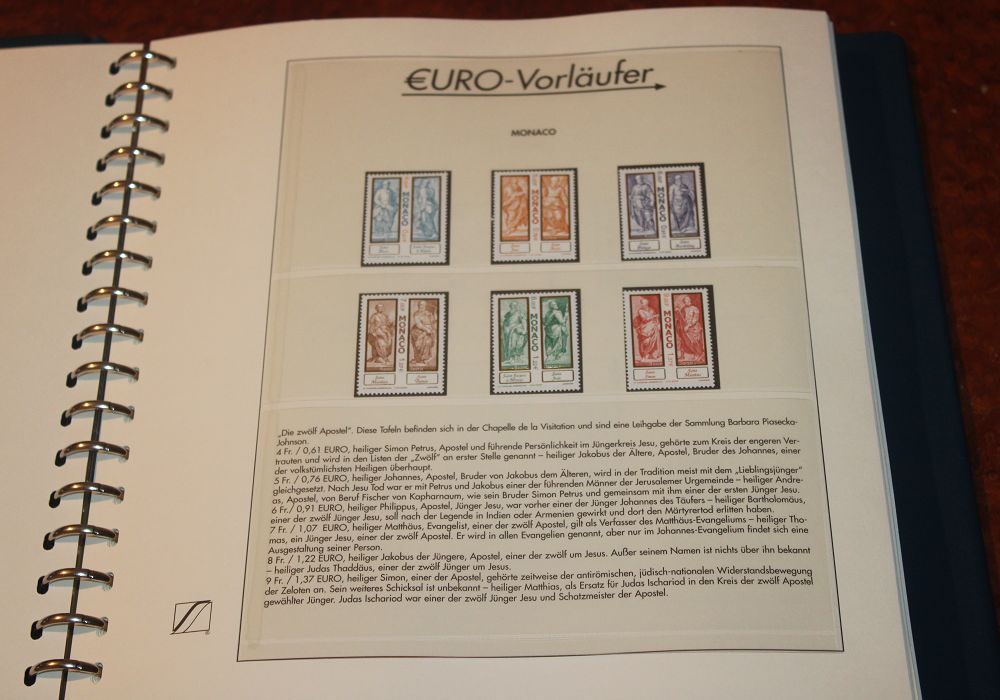 €URO-Vorläufer
MONACO
MONACO
MONACO
MONACO
MONACO
MONACO
MONACO
„Die zwölf Apostel". Diese Tafeln befinden sich in der Chapelle de la Visitation und sind eine Leihgabe der Sammlung Barbara Piasecka-
Johnson.
4 Fr. / 0,61 EURO, heiliger Simon Petrus, Apostel und führende Persönlichkeit im Jüngerkreis Jesu, gehörte zum Kreis der engeren Ver-
trauten und wird in den Listen der „Zwölf" an erster Stelle genannt – heiliger Jakobus der Ältere, Apostel, Bruder des Johannes, einer
der volkstümlichsten Heiligen überhaupt.
5 Fr. / 0,76 EURO, heiliger Johannes, Apostel, Bruder von Jakobus dem Älteren, wird in der Tradition meist mit dem „Lieblingsjünger"
gleichgesetzt. Nach Jesu Tod war er mit Petrus und Jakobus einer der führenden Männer der Jerusalemer Urgemeinde – heiliger Andre-
as, Apostel, von Beruf Fischer von Kapharnaum, wie sein Bruder Simon Petrus und gemeinsam mit ihm einer der ersten Jünger Jesu.
6 Fr./ 0,91 EURO, heiliger Philippus, Apostel, Jünger Jesu, war vorher einer der Jünger Johannes des Täufers – heiliger Bartholomäus,
einer der zwölf Jünger Jesu, soll nach der Legende in Indien oder Armenien gewirkt und dort den Märtyrertod erlitten haben.
7 Fr. / 1,07 EURO, heiliger Matthäus, Evangelist, einer der zwölf Apostel, gilt als Verfasser des Matthäus-Evangeliums – heiliger Tho-
mas, ein Jünger Jesu, einer der zwölf Apostel. Er wird in allen Evangelien genannt, aber nur im Johannes-Evangelium findet sich eine
Ausgestaltung seiner Person.
8 Fr. / 1,22 EURO, heiliger Jakobus der Jüngere, Apostel, einer der zwölf um Jesus. Außer seinem Namen ist nichts über ihn bekannt
– heiliger Judas Thaddäus, einer der zwölf Jünger um Jesus.
9 Fr. / 1,37 EURO, heiliger Simon, einer der Apostel, gehörte zeitweise der antirömischen, jüdisch-nationalen Widerstandsbewegung
der Zeloten an. Sein weiteres Schicksal ist unbekannt – heiliger Matthias, als Ersatz für Judas Ischariod in den Kreis der zwölf Apostel
gewählter Jünger. Judas Ischariod war einer der zwölf Jünger Jesu und Schatzmeister der Apostel.